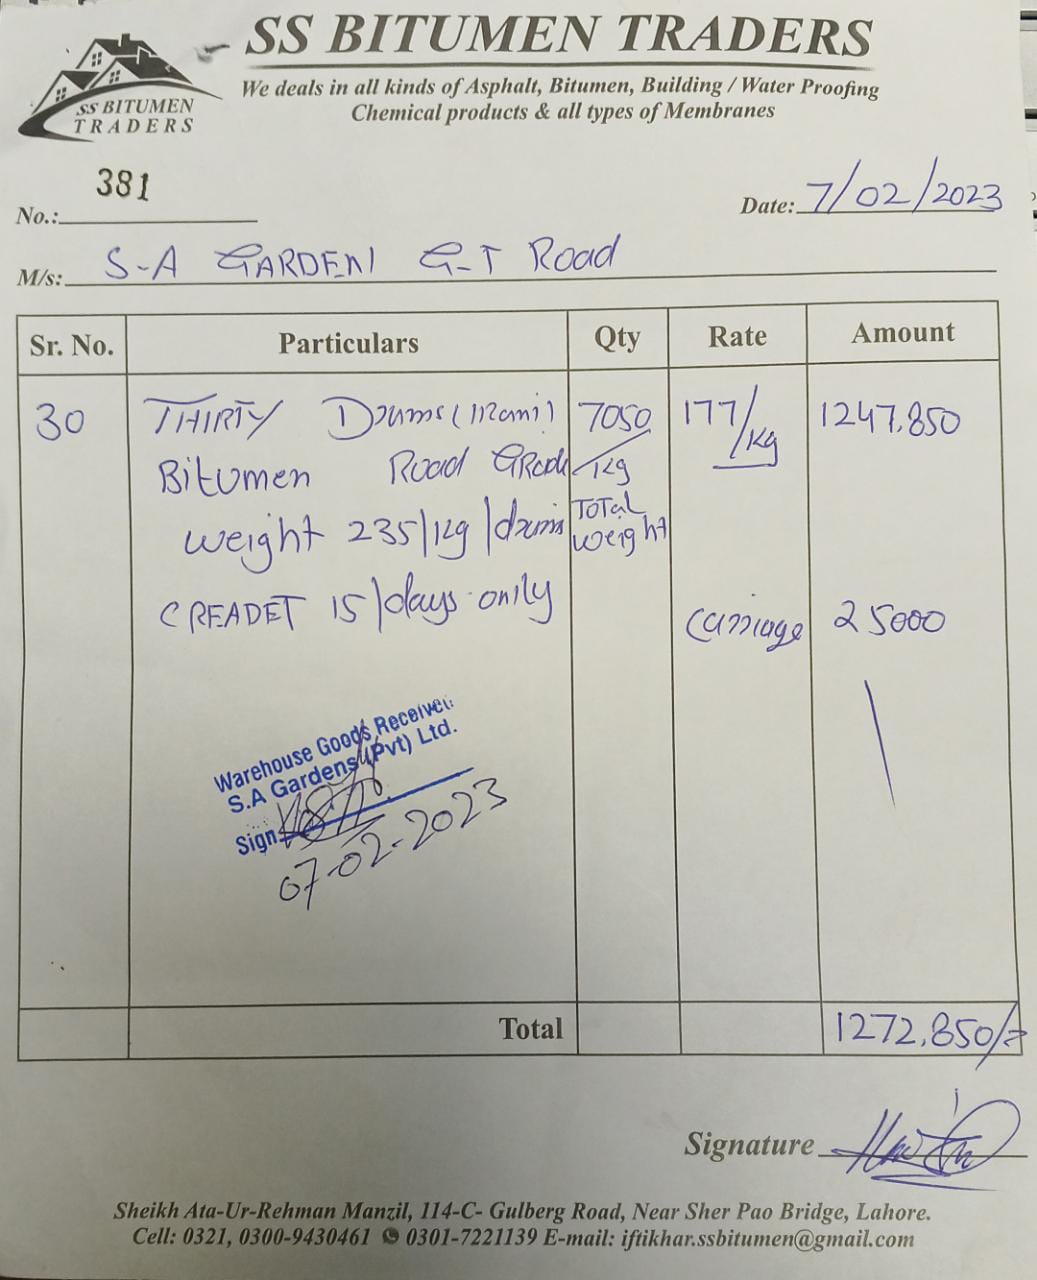 SS BITUMEN TRADERS
We deals in all kinds of Asphalt, Bitumen, Building / Water Proofing
Chemical products & all types of Membranes
SS BITUMEN
TRADERS
No.: 381
Date: 7/02/2023
M/s: S-A GARDEN G-T Road
Sr. No. Particulars Qty Rate Amount
30 THIRTY Drums (Irani) 7050 177/kg 1247,850
Bitumen Road Grade /kg
weight 235/kg/drum Total
weight
CREADET 15/days only Carriage 25000
Warehouse Goods Received
S.A Gardens (Pvt) Ltd.
Sign
07-02-2023
Total 1272,850/=
Signature
Sheikh Ata-Ur-Rehman Manzil, 114-C- Gulberg Road, Near Sher Pao Bridge, Lahore.
Cell: 0321, 0300-9430461 0301-7221139 E-mail: iftikhar.ssbitumen@gmail.com